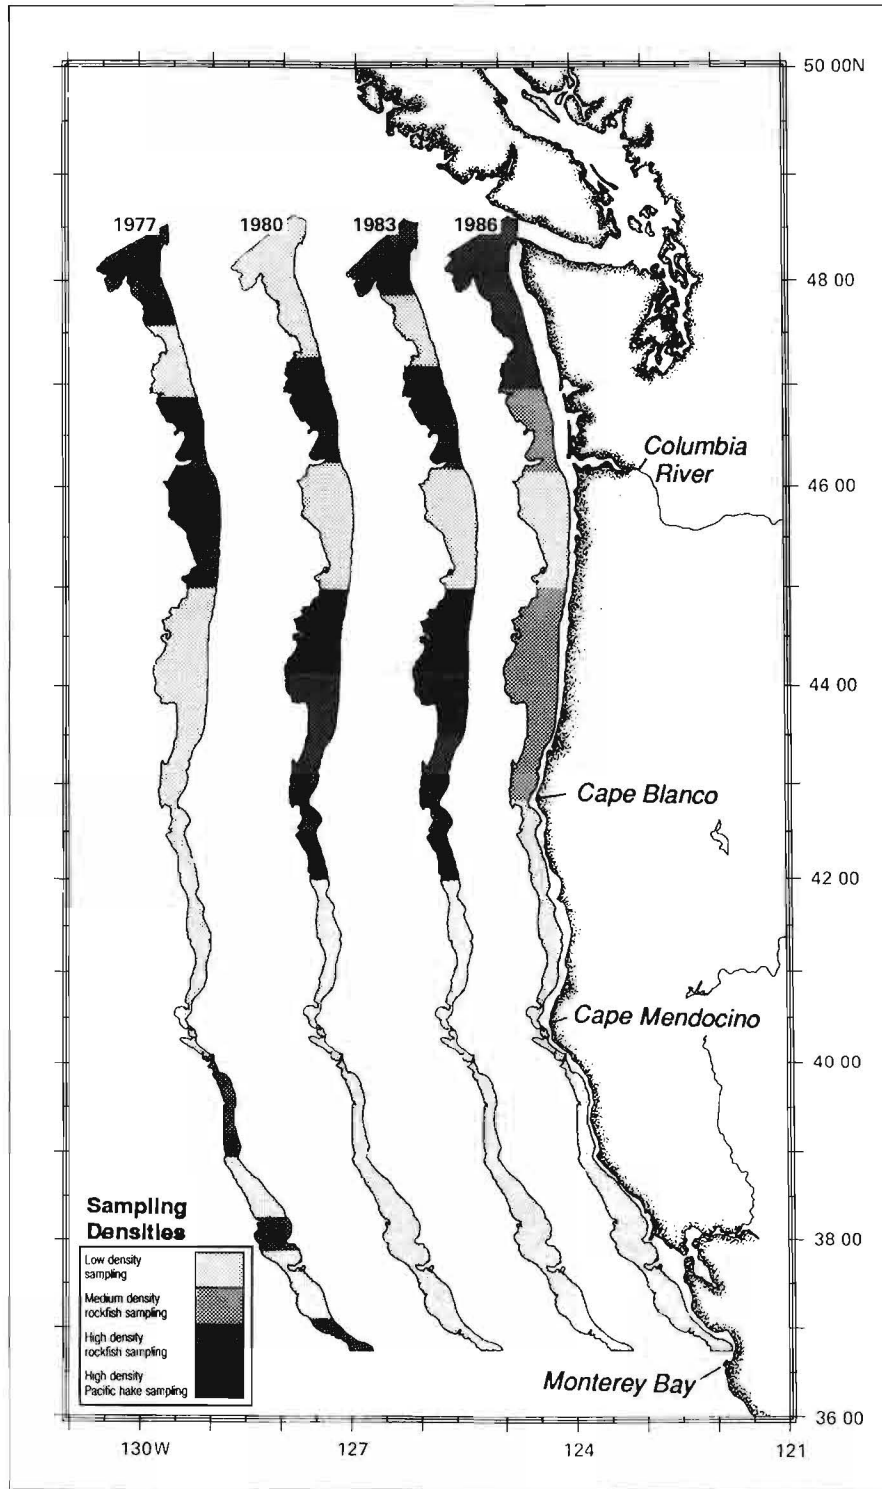 50 00N
1977
1980
1983
1986
48 00
Columbia
River
46 00
44 00
Cape Blanco
42 00
Cape Mendocino
40 00
Sampling
Densities
38 00
Low density
sampling
Medium density
rockfish sampling
High density
rockfish sampling
High density
Pacific hake sampling
Monterey Bay
36 00
130W
127
124
121